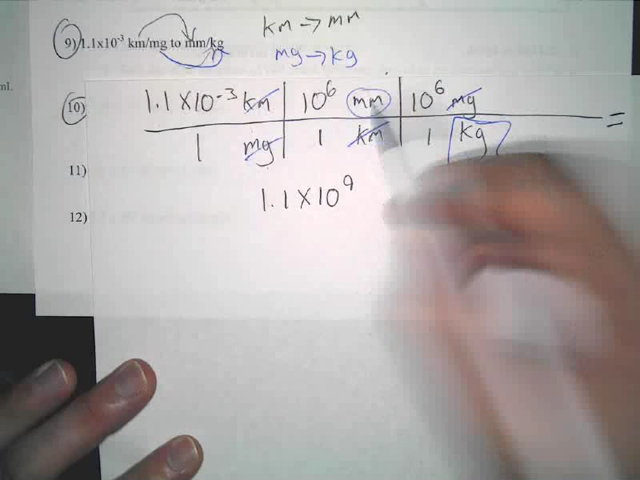 km → mm
9) 1.1x10⁻³ km/mg to mm/kg
mg → kg
mL
10)
1.1 × 10⁻³ km | 10⁶ mm | 10⁶ mg
1 mg | 1 km | 1 kg =
11)
1.1 × 10⁹
12)